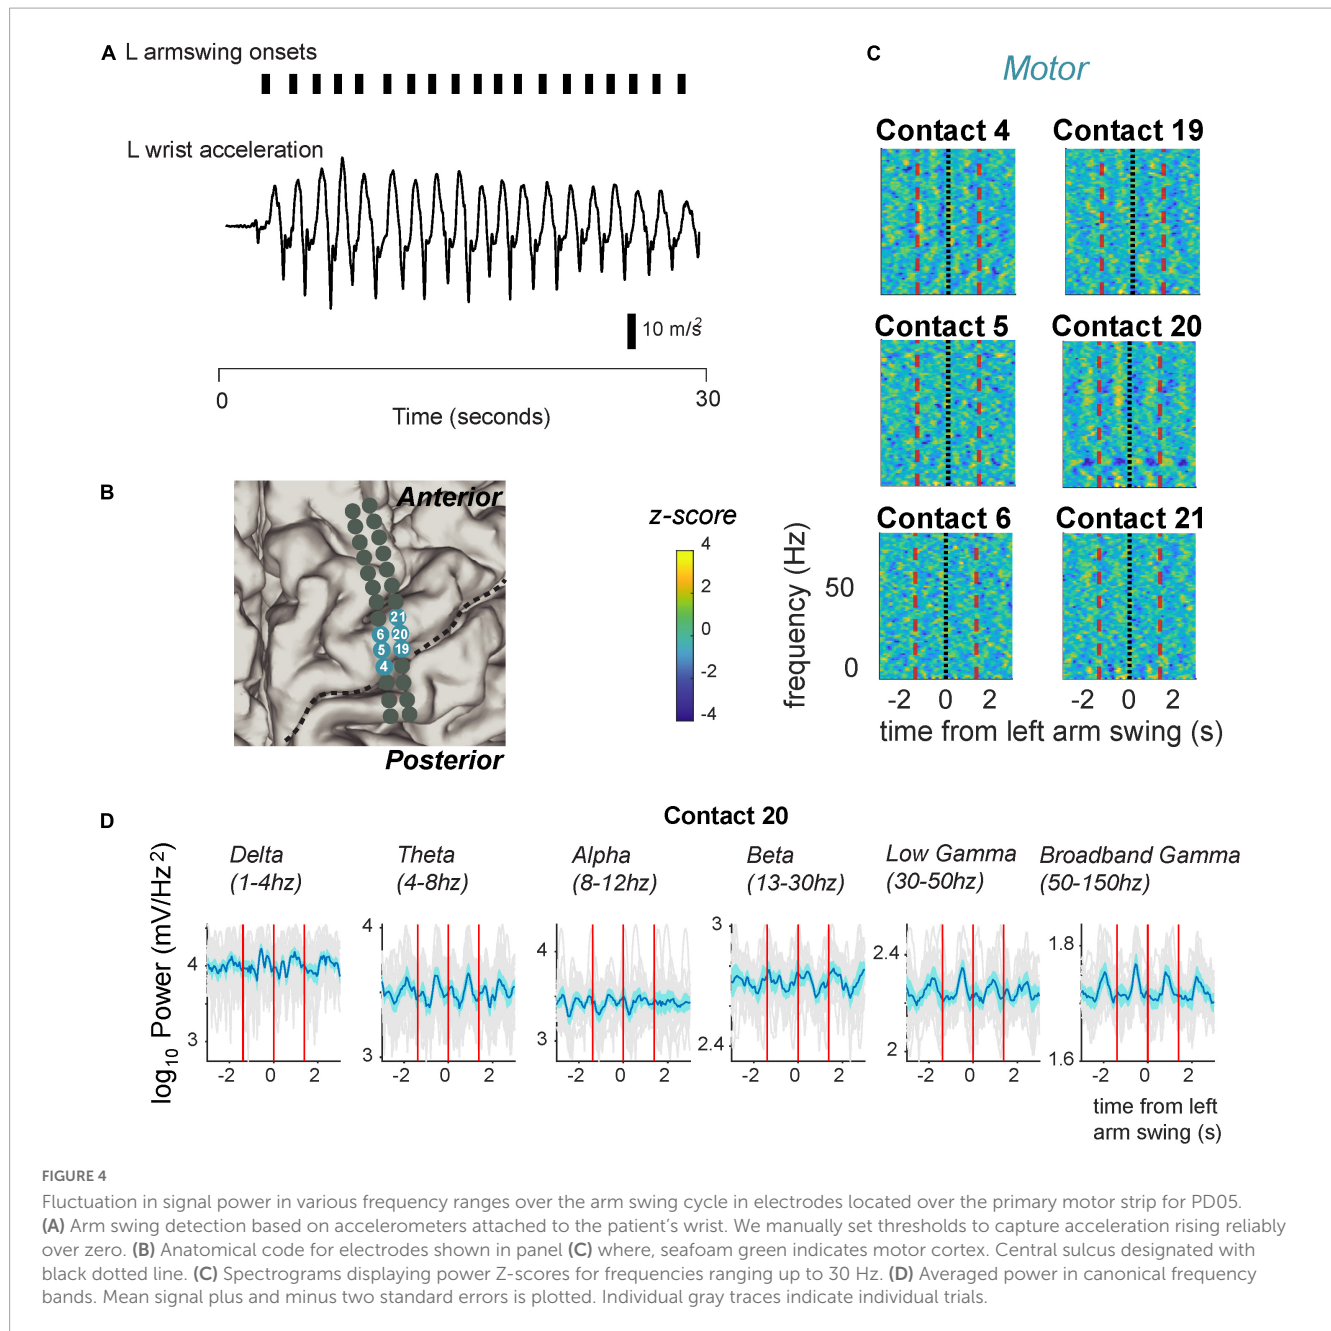 A L armswing onsets
L wrist acceleration
10 m/s2
0 30
Time (seconds)
B
Anterior
21
6 20
5 19
4
Posterior
C
Motor
Contact 4 Contact 19
Contact 5 Contact 20
Contact 6 Contact 21
z-score
4
2
0
-2
-4
frequency (Hz)
50
0
-2 0 2 -2 0 2
time from left arm swing (s)
D
Contact 20
log10 Power (mV/Hz2)
Delta
(1-4hz)
4
3
-2 0 2
Theta
(4-8hz)
4
3
-2 0 2
Alpha
(8-12hz)
4
3
-2 0 2
Beta
(13-30hz)
3
2.4
-2 0 2
Low Gamma
(30-50hz)
2.4
2
-2 0 2
Broadband Gamma
(50-150hz)
1.8
1.6
-2 0 2
time from left
arm swing (s)
FIGURE 4
Fluctuation in signal power in various frequency ranges over the arm swing cycle in electrodes located over the primary motor strip for PD05.
(A) Arm swing detection based on accelerometers attached to the patient's wrist. We manually set thresholds to capture acceleration rising reliably
over zero. (B) Anatomical code for electrodes shown in panel (C) where, seafoam green indicates motor cortex. Central sulcus designated with
black dotted line. (C) Spectrograms displaying power Z-scores for frequencies ranging up to 30 Hz. (D) Averaged power in canonical frequency
bands. Mean signal plus and minus two standard errors is plotted. Individual gray traces indicate individual trials.